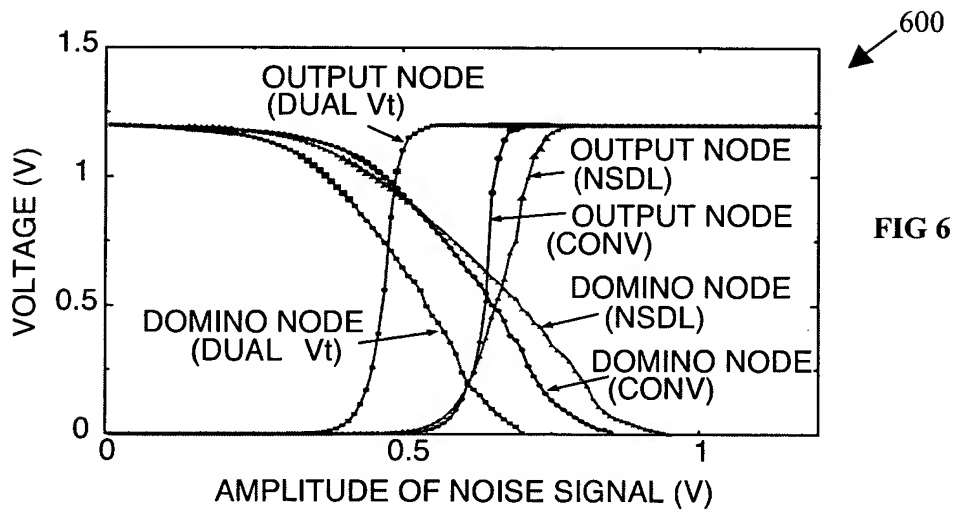 600
1.5
OUTPUT NODE
(DUAL Vt)
1
OUTPUT NODE
(NSDL)
OUTPUT NODE
(CONV)
FIG 6
VOLTAGE (V)
0.5
DOMINO NODE
(DUAL Vt)
DOMINO NODE
(NSDL)
DOMINO NODE
(CONV)
0
0 0.5 1
AMPLITUDE OF NOISE SIGNAL (V)